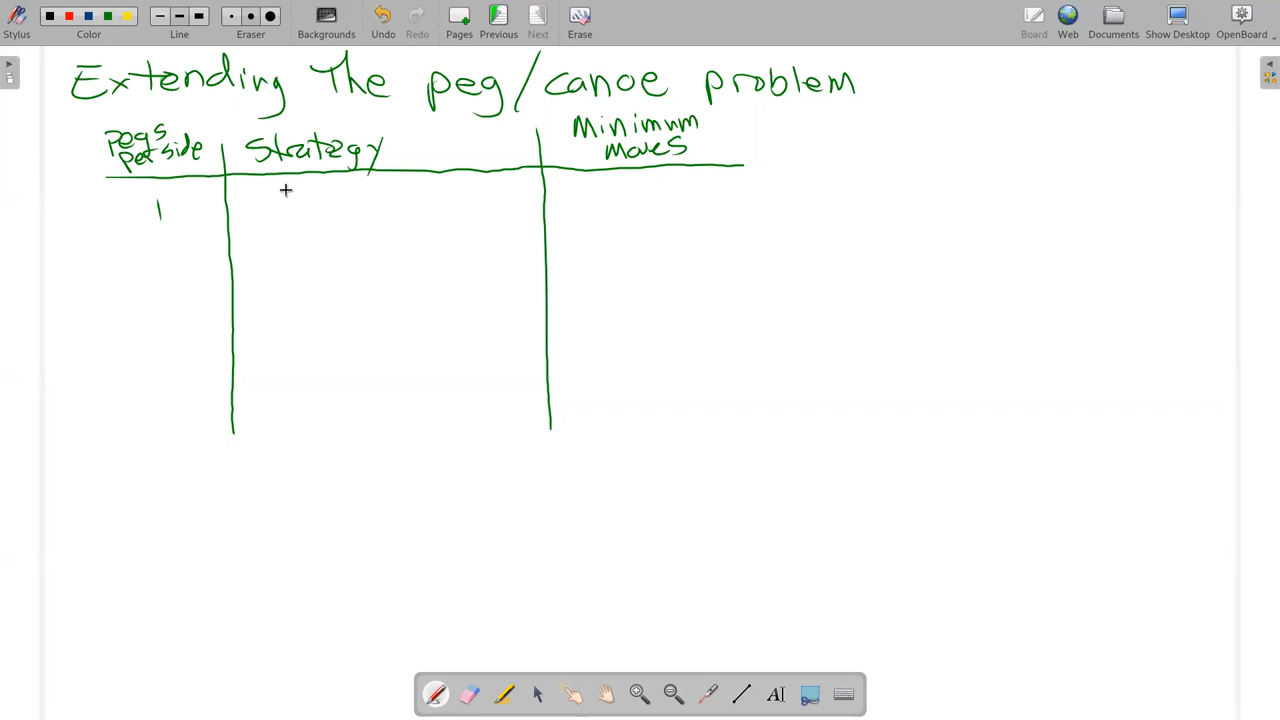 Stylus
Color
Line
Eraser
Backgrounds
Undo
Redo
Pages
Previous
Next
Erase
Board
Web
Documents
Show Desktop
OpenBoard
Extending The peg/canoe problem
pegs
per side
Strategy
Minimum
Moves
1
AI